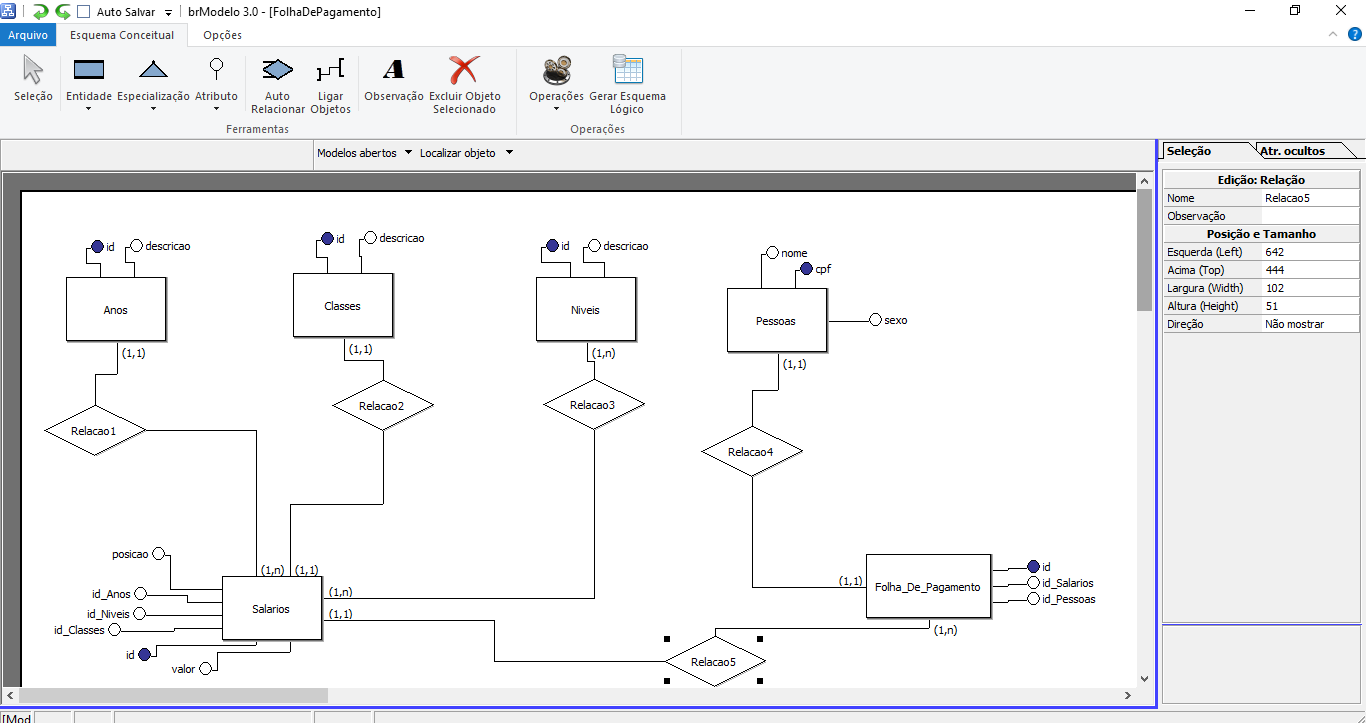 Auto Salvar
brModelo 3.0 - [FolhaDePagamento]
Arquivo
Esquema Conceitual
Opções
?
Seleção
Entidade
Especialização
Atributo
Auto
Relacionar
Ligar
Objetos
A
Observação
Excluir Objeto
Selecionado
Operações
Gerar Esquema
Lógico
Ferramentas
Operações
Modelos abertos
Localizar objeto
Seleção
Atr. ocultos
Edição: Relação
Nome Relacao5
Observação
Posição e Tamanho
Esquerda (Left) 642
Acima (Top) 444
Largura (Width) 102
Altura (Height) 51
Direção Não mostrar
id descricao
Anos
(1,1)
Relacao1
id descricao
Classes
(1,1)
Relacao2
id descricao
Niveis
(1,n)
Relacao3
nome
cpf
Pessoas
sexo
(1,1)
Relacao4
posicao
id_Anos
id_Niveis
id_Classes
id
valor
Salarios
(1,n) (1,1)
(1,n)
(1,1)
(1,1)
Folha_De_Pagamento
id
id_Salarios
id_Pessoas
(1,n)
Relacao5
[Mod